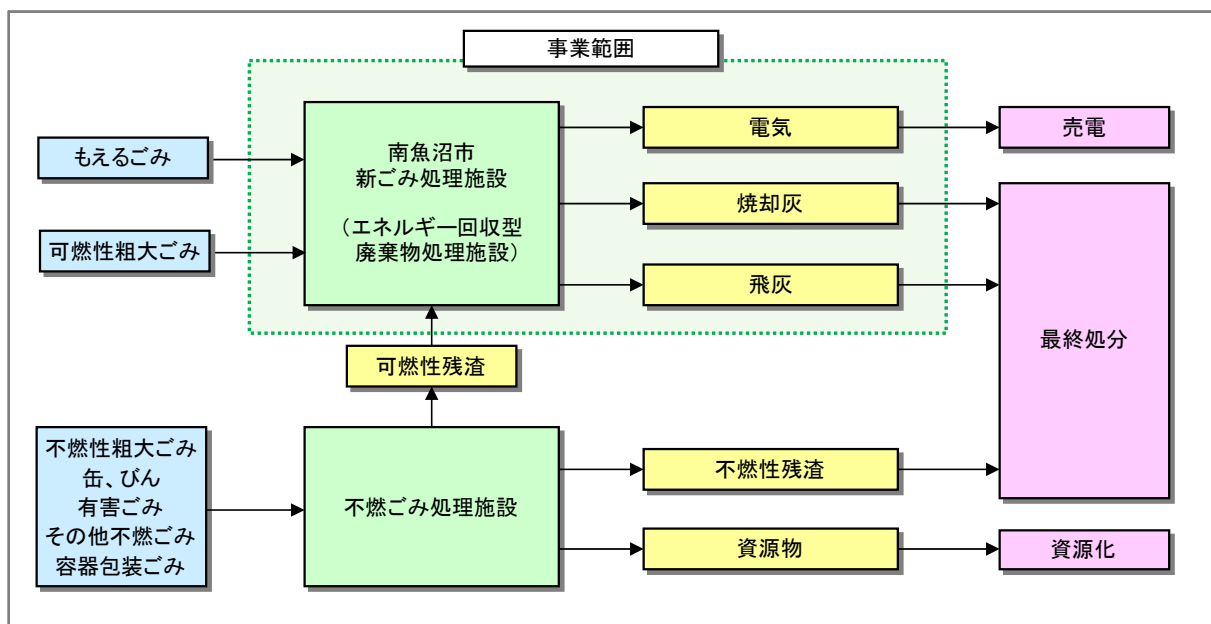 事業範囲
もえるごみ
可燃性粗大ごみ
南魚沼市
新ごみ処理施設
（エネルギー回収型
廃棄物処理施設）
電気
売電
焼却灰
飛灰
最終処分
可燃性残渣
不燃性粗大ごみ
缶、びん
有害ごみ
その他不燃ごみ
容器包装ごみ
不燃ごみ処理施設
不燃性残渣
資源物
資源化